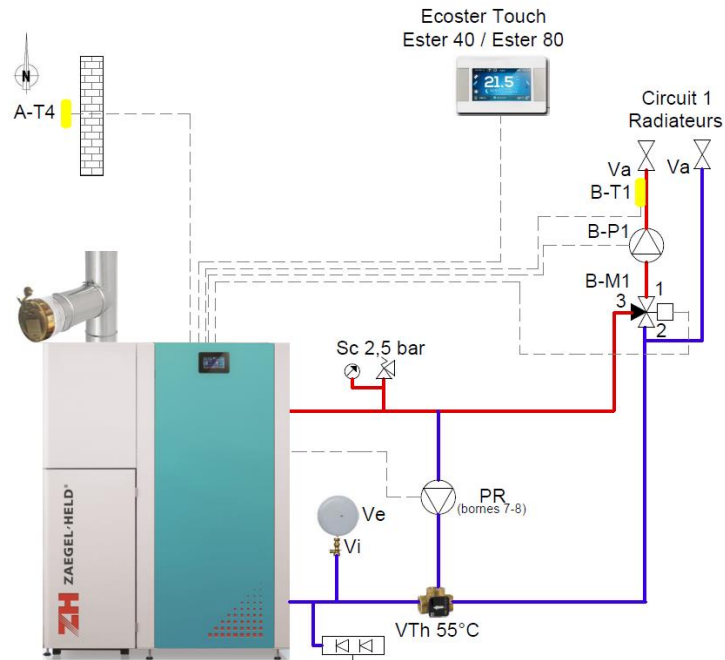 Ecoster Touch
Ester 40 / Ester 80
N
A-T4
21.5
Circuit 1
Radiateurs
Va
Va
B-T1
B-P1
B-M1
1
3
2
Sc 2,5 bar
PR
(bornes 7-8)
Ve
Vi
VTh 55°C
ZH ZAEGEL-HELD®